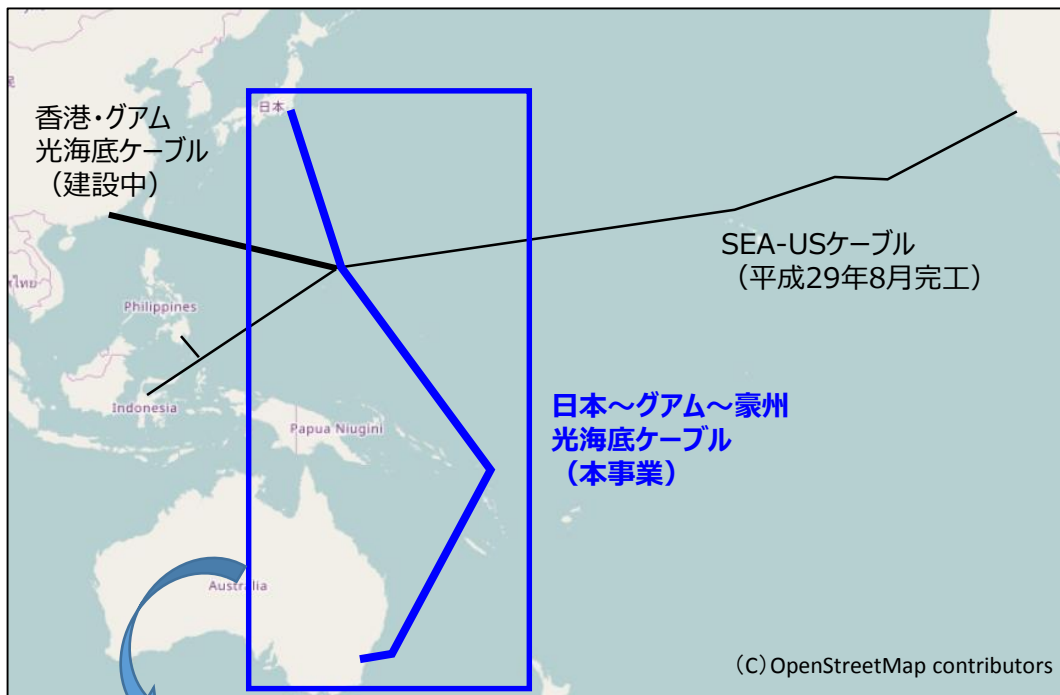 日本
香港・グアム
光海底ケーブル
（建設中）
SEA-USケーブル
（平成29年8月完工）
Philippines
Indonesia
Papua Niugini
日本～グアム～豪州
光海底ケーブル
（本事業）
Australia
（C）OpenStreetMap contributors